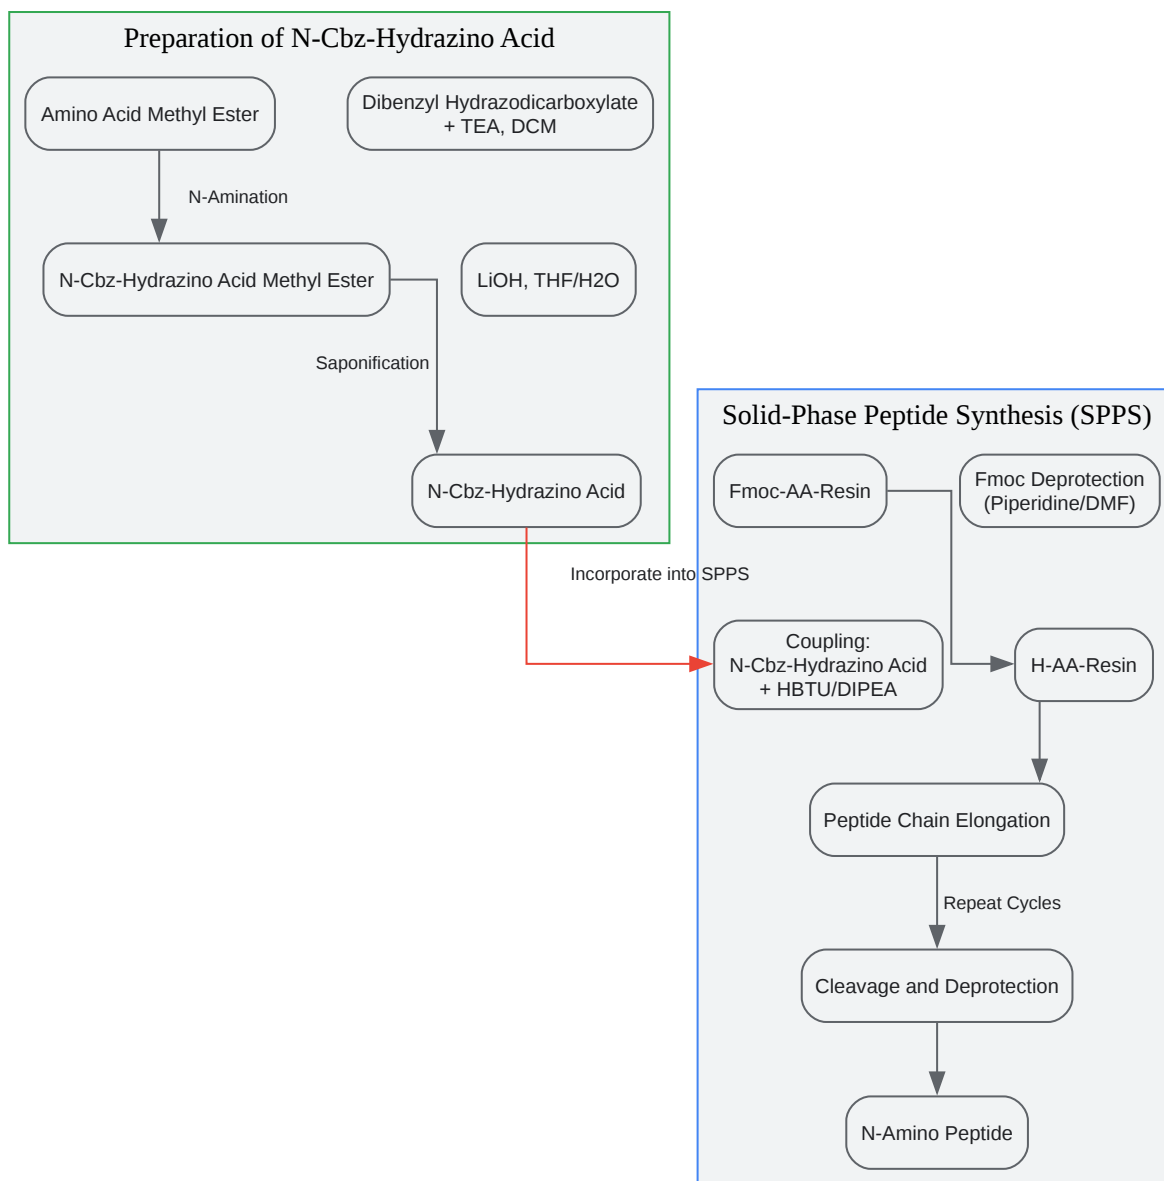 Preparation of N-Cbz-Hydrazino Acid
Amino Acid Methyl Ester
Dibenzyl Hydrazodicarboxylate
+ TEA, DCM
N-Amination
N-Cbz-Hydrazino Acid Methyl Ester
LiOH, THF/H2O
Saponification
N-Cbz-Hydrazino Acid
Solid-Phase Peptide Synthesis (SPPS)
Fmoc-AA-Resin
Fmoc Deprotection
(Piperidine/DMF)
Incorporate into SPPS
Coupling:
N-Cbz-Hydrazino Acid
+ HBTU/DIPEA
H-AA-Resin
Peptide Chain Elongation
Repeat Cycles
Cleavage and Deprotection
N-Amino Peptide